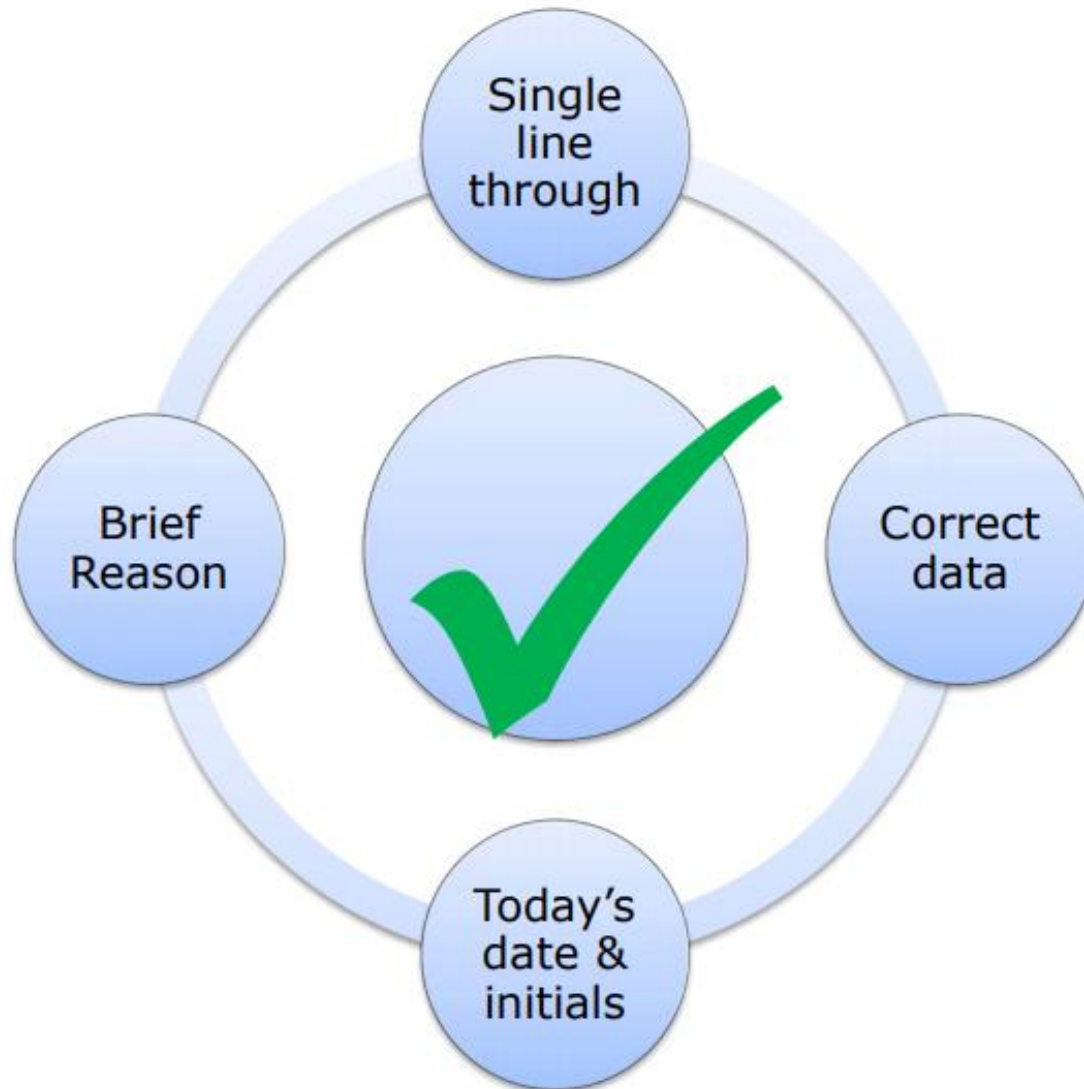 Single
line
through
Correct
data
Today’s
date &
initials
Brief
Reason